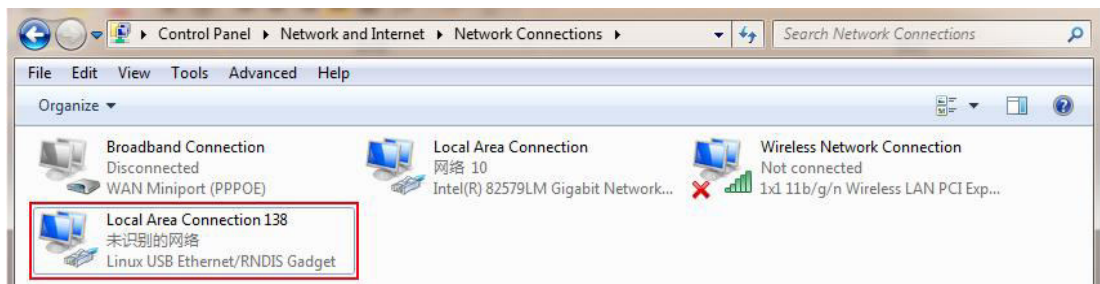 Control Panel ▸ Network and Internet ▸ Network Connections ▸
Search Network Connections
File Edit View Tools Advanced Help
Organize
Broadband Connection
Disconnected
WAN Miniport (PPPOE)
Local Area Connection
网络 10
Intel(R) 82579LM Gigabit Network...
Wireless Network Connection
Not connected
1x1 11b/g/n Wireless LAN PCI Exp...
Local Area Connection 138
未识别的网络
Linux USB Ethernet/RNDIS Gadget